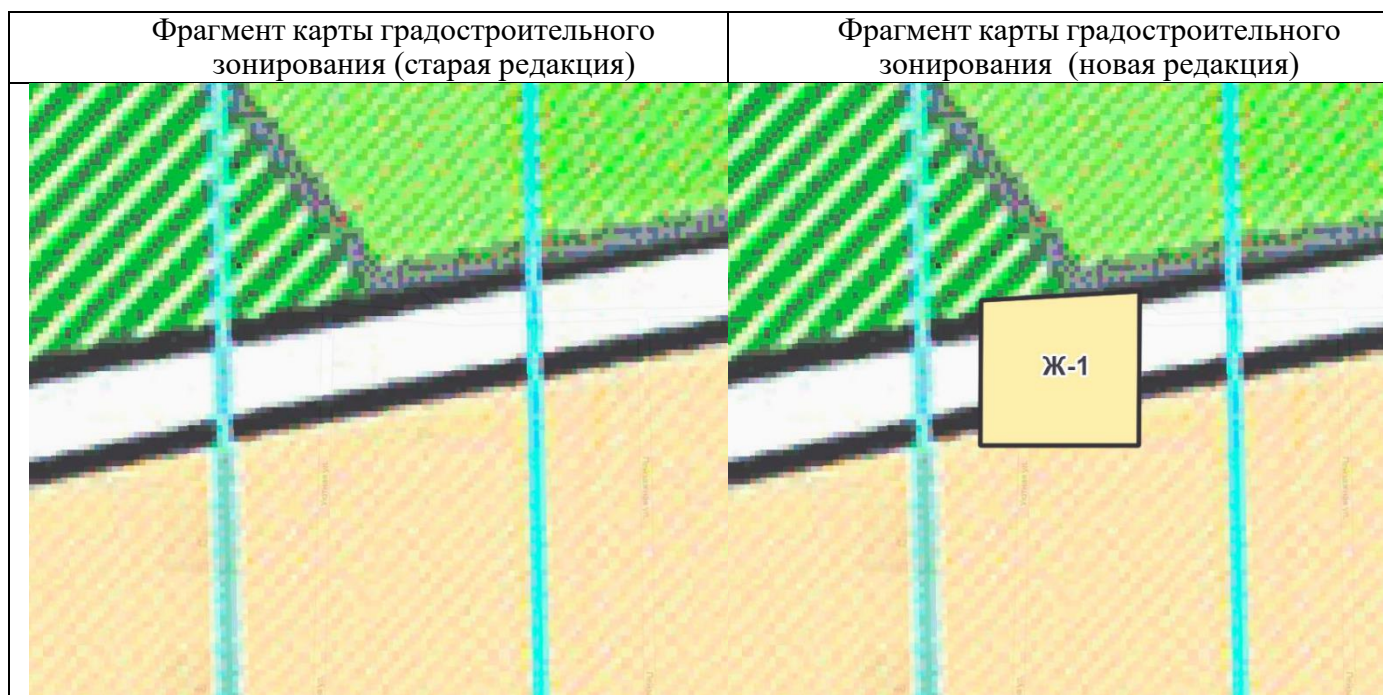 Фрагмент карты градостроительного
зонирования (старая редакция)
Фрагмент карты градостроительного
зонирования (новая редакция)
Ж-1